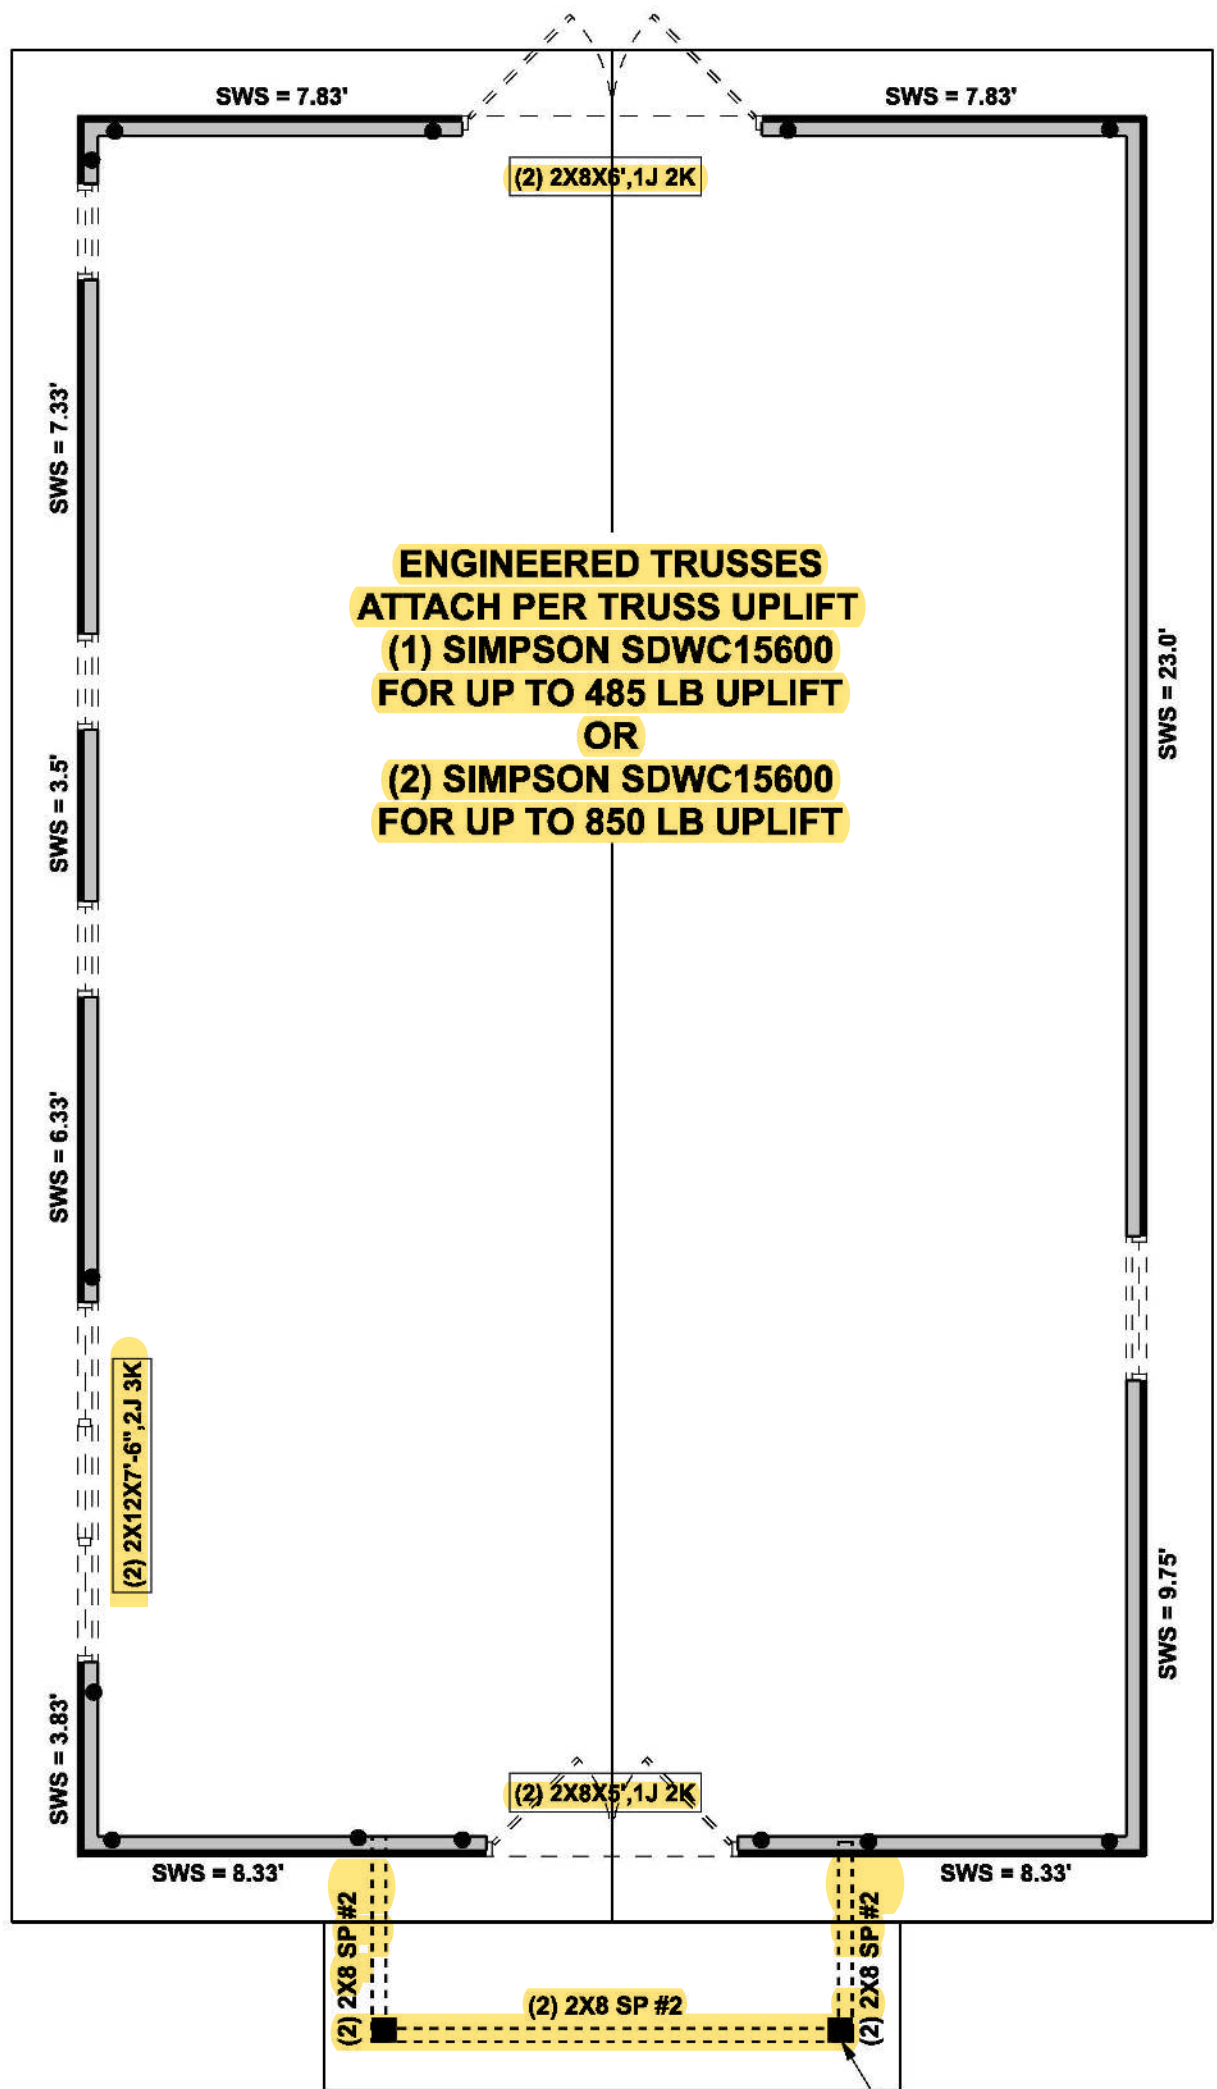 SWS = 7.83'
SWS = 7.83'
(2) 2X8X6',1J 2K
SWS = 7.33'
ENGINEERED TRUSSES
ATTACH PER TRUSS UPLIFT
(1) SIMPSON SDWC15600
FOR UP TO 485 LB UPLIFT
OR
(2) SIMPSON SDWC15600
FOR UP TO 850 LB UPLIFT
SWS = 23.0'
SWS = 3.5'
SWS = 6.33'
(2) 2X12X7'-6",2J 3K
SWS = 9.75'
SWS = 3.83'
(2) 2X8X5',1J 2K
SWS = 8.33'
SWS = 8.33'
(2) 2X8 SP #2
(2) 2X8 SP #2
(2) 2X8 SP #2